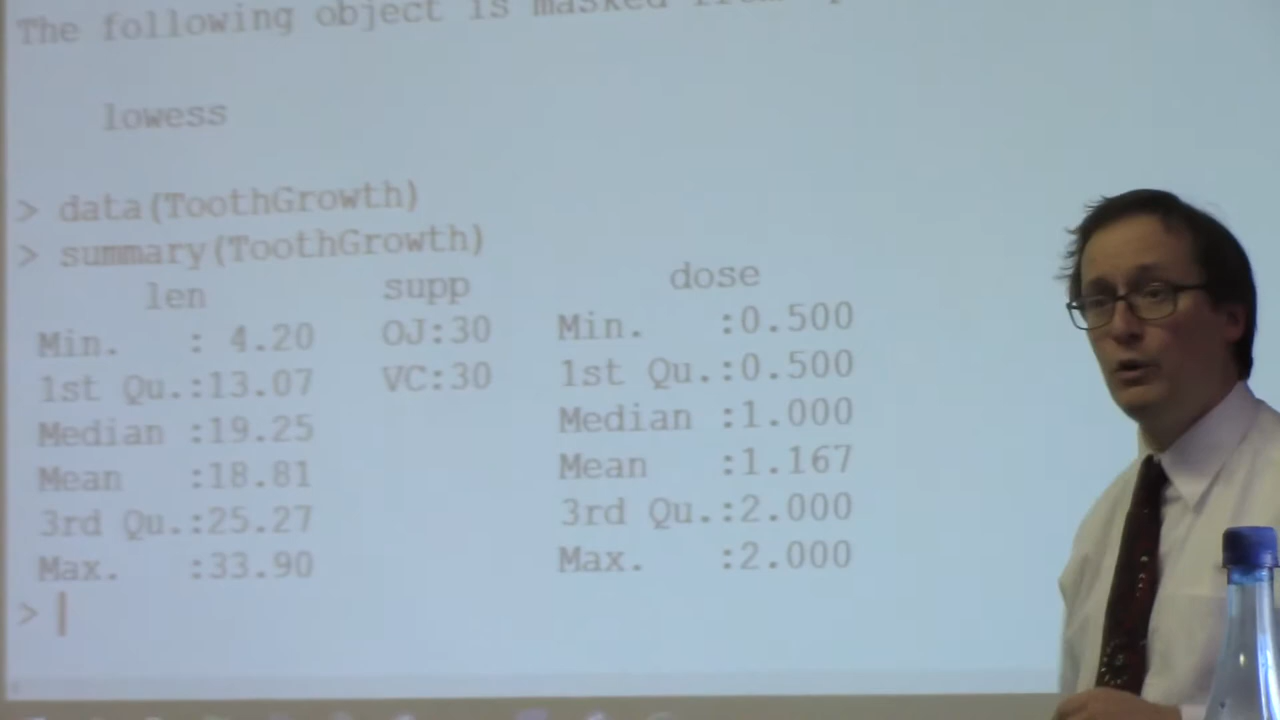 The following object is masked from
lowess
> data(ToothGrowth)
> summary(ToothGrowth)
len supp dose
Min. : 4.20 OJ:30 Min. :0.500
1st Qu.:13.07 VC:30 1st Qu.:0.500
Median :19.25 Median :1.000
Mean :18.81 Mean :1.167
3rd Qu.:25.27 3rd Qu.:2.000
Max. :33.90 Max. :2.000
>